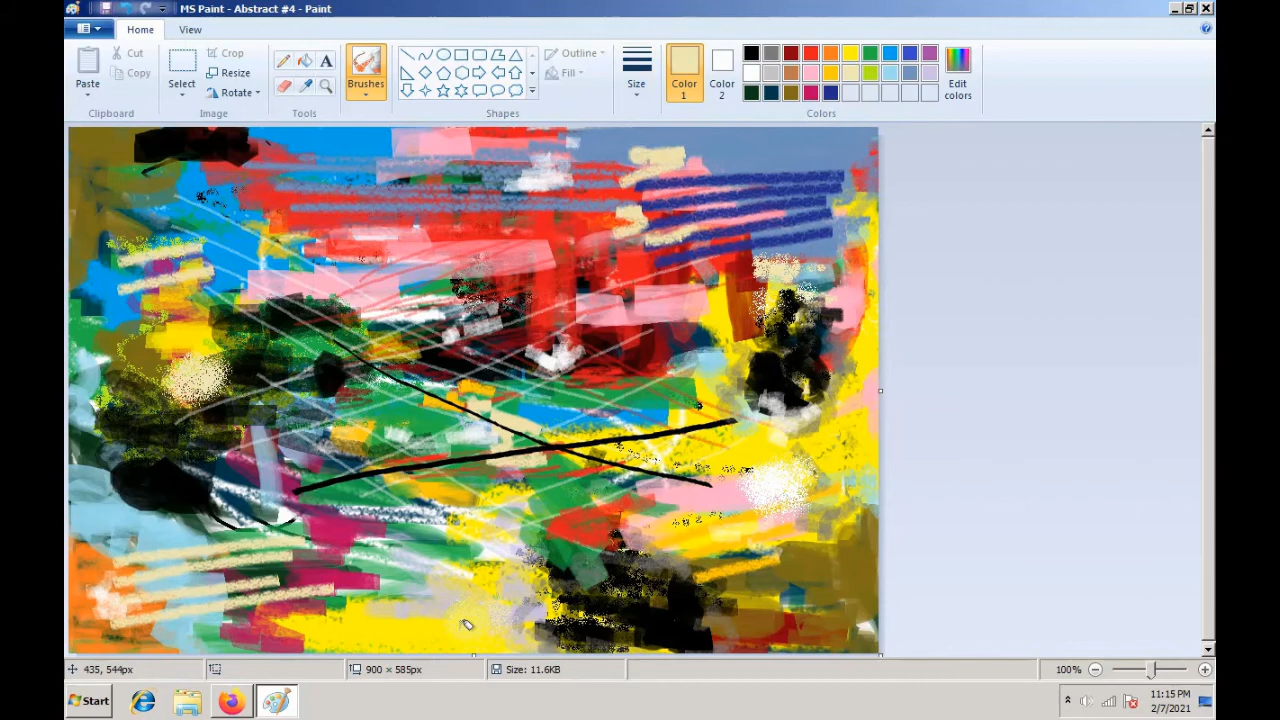 MS Paint - Abstract #4 - Paint
Home View
Cut
Copy
Paste
Clipboard
Select
Crop
Resize
Rotate
Image
A
Tools
Brushes
Outline
Fill
Shapes
Size
Color 1
Color 2
Edit colors
Colors
435, 544px
900 × 585px
Size: 11.6KB
100%
Start
11:15 PM
2/7/2021